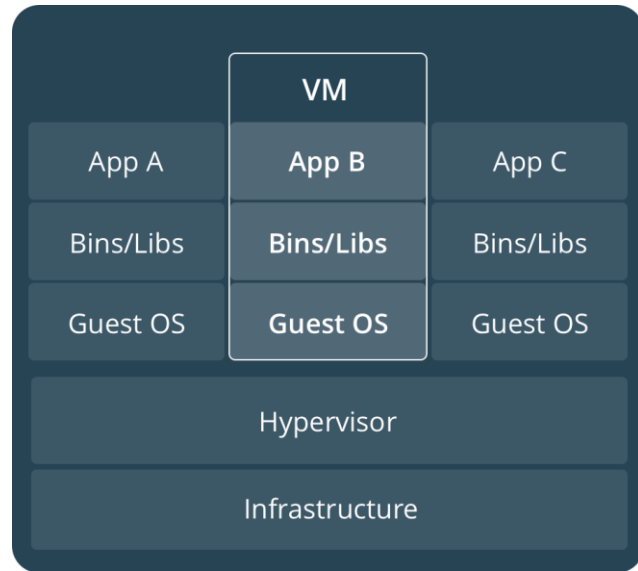 VM
App A App B App C
Bins/Libs Bins/Libs Bins/Libs
Guest OS Guest OS Guest OS
Hypervisor
Infrastructure